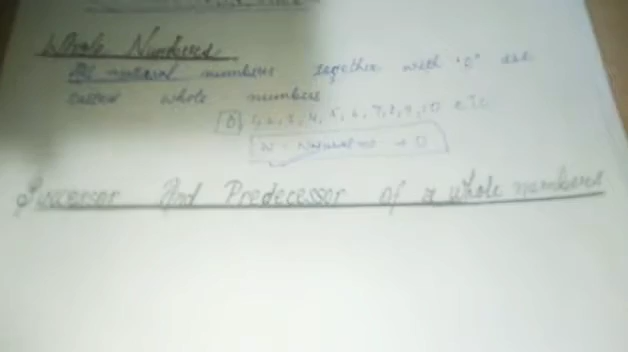 Whole Numbers
All natural numbers together with "0" are
whole numbers
0, 1, 2, 3, 4, 5, 6, 7, 8, 9, 10 etc
W = Natural no + 0
Successor And Predecessor of a whole numbers